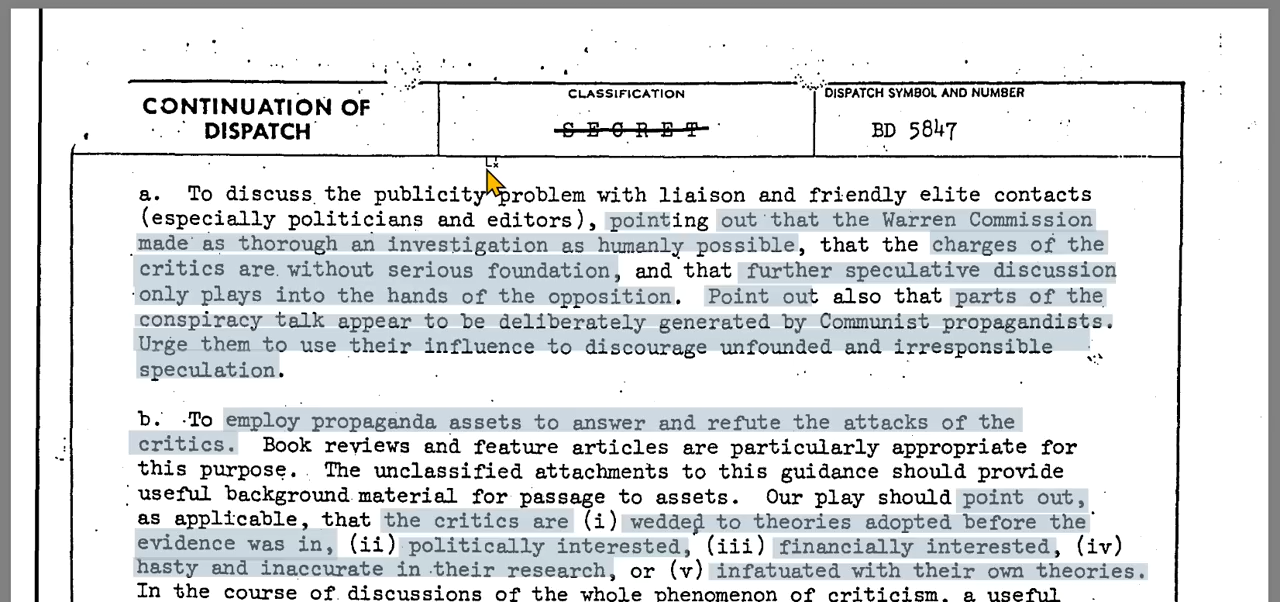 CONTINUATION OF
DISPATCH
CLASSIFICATION
SECRET
DISPATCH SYMBOL AND NUMBER
BD 5847
a. To discuss the publicity problem with liaison and friendly elite contacts
(especially politicians and editors), pointing out that the Warren Commission
made as thorough an investigation as humanly possible, that the charges of the
critics are without serious foundation, and that further speculative discussion
only plays into the hands of the opposition. Point out also that parts of the
conspiracy talk appear to be deliberately generated by Communist propagandists.
Urge them to use their influence to discourage unfounded and irresponsible
speculation.
b. To employ propaganda assets to answer and refute the attacks of the
critics. Book reviews and feature articles are particularly appropriate for
this purpose. The unclassified attachments to this guidance should provide
useful background material for passage to assets. Our play should point out,
as applicable, that the critics are (i) wedded to theories adopted before the
evidence was in, (ii) politically interested, (iii) financially interested, (iv)
hasty and inaccurate in their research, or (v) infatuated with their own theories.
In the course of discussions of the whole phenomenon of criticism, a useful